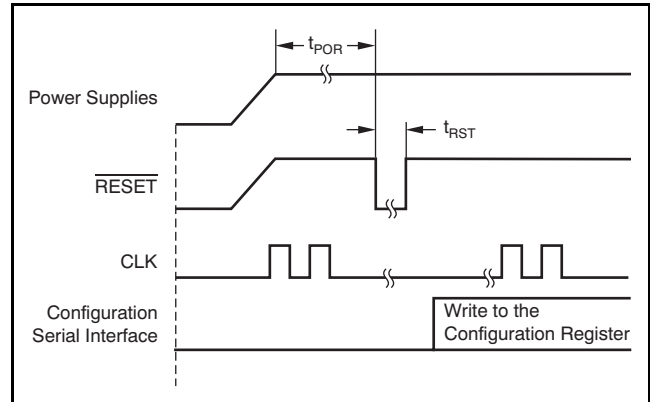 tPOR
Power Supplies
tRST
RESET
CLK
Configuration
Serial Interface
Write to the
Configuration Register